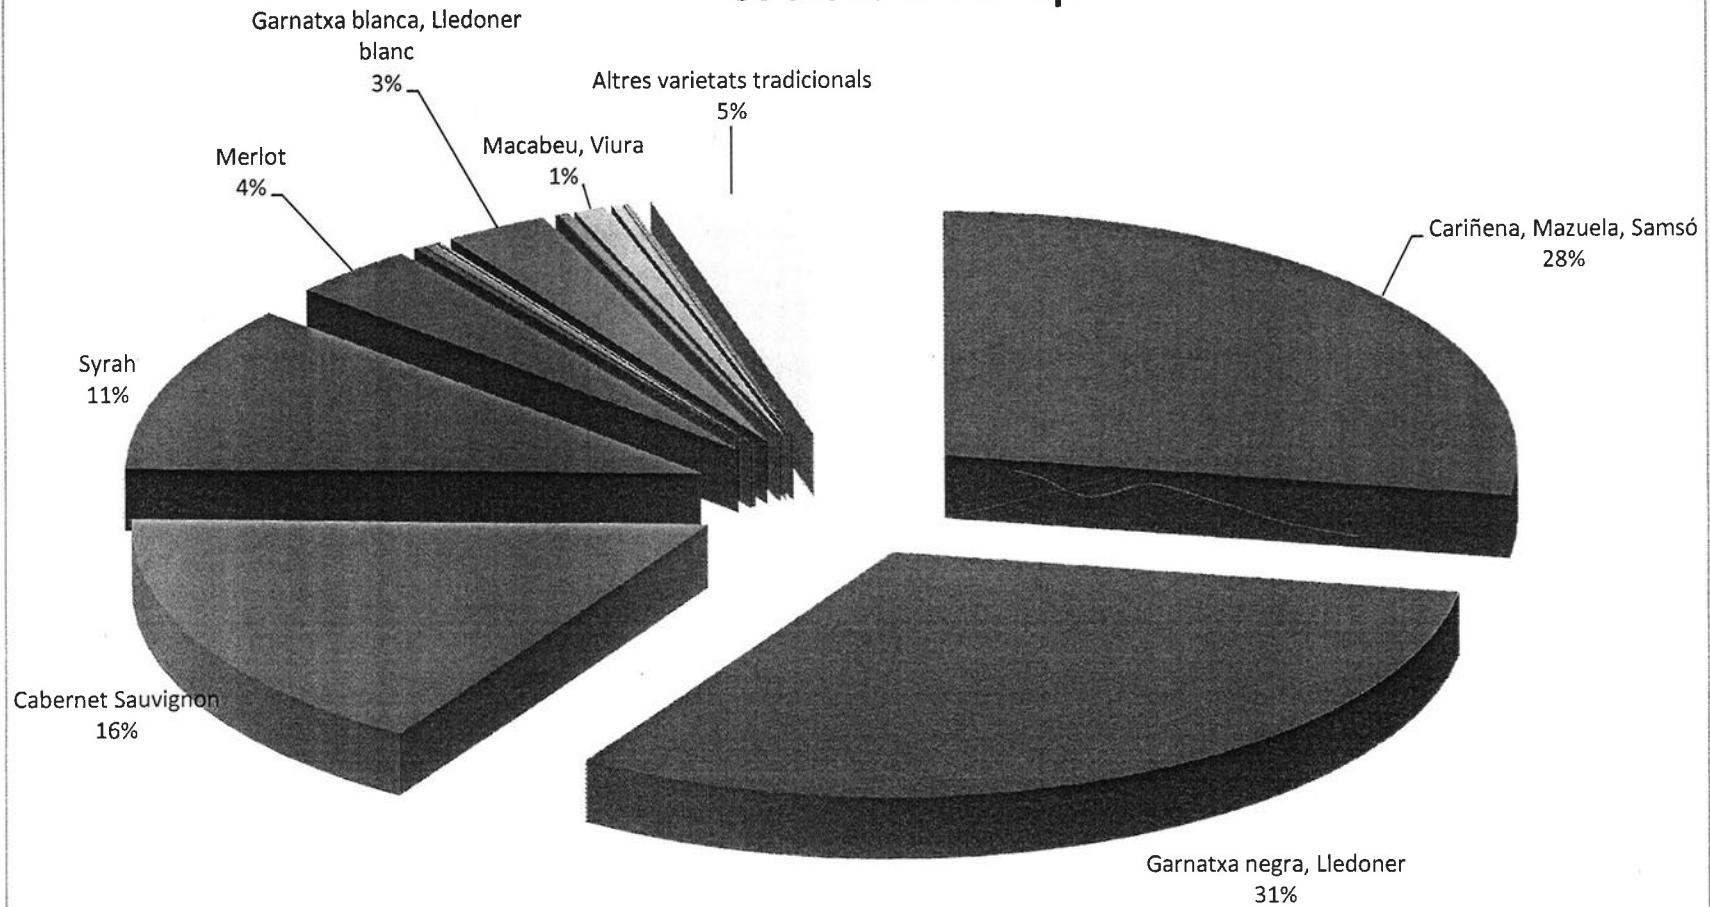 Garnatxa blanca, Lledoner
blanc
3%
Altres varietats tradicionals
5%
Macabeu, Viura
1%
Merlot
4%
Cariñena, Mazuela, Samsó
28%
Syrah
11%
Cabernet Sauvignon
16%
Garnatxa negra, Lledoner
31%